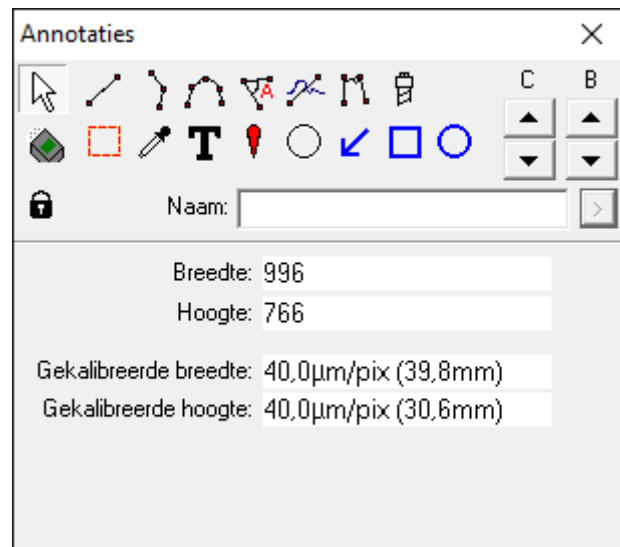 Annotaties
C B
A
T
Naam:
>
Breedte: 996
Hoogte: 766
Gekalibreerde breedte: 40,0µm/pix (39,8mm)
Gekalibreerde hoogte: 40,0µm/pix (30,6mm)